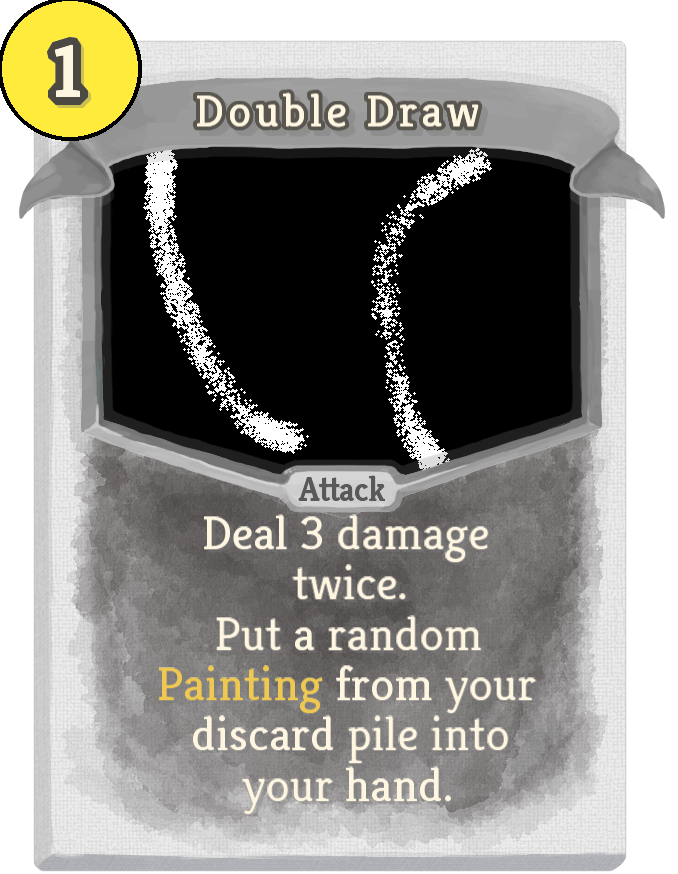 1
Double Draw
Attack
Deal 3 damage
twice.
Put a random
Painting from your
discard pile into
your hand.